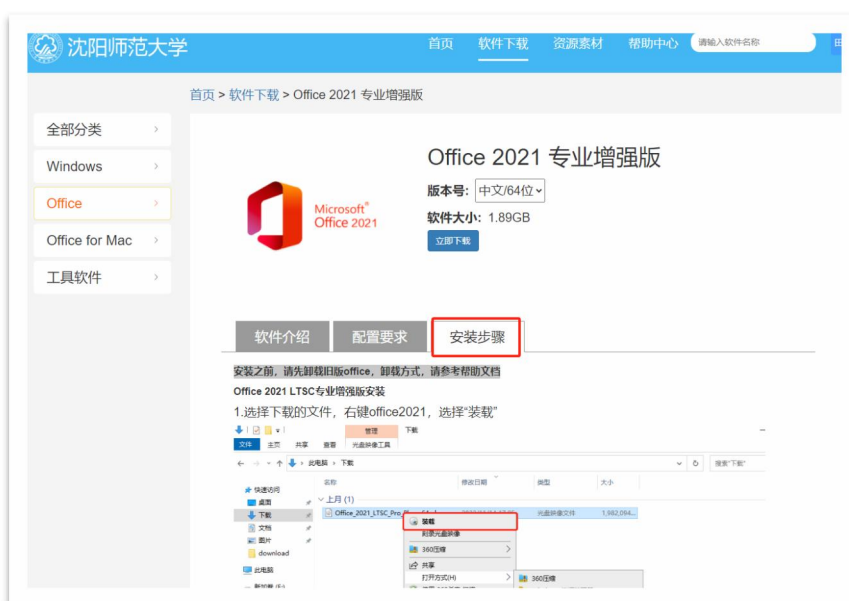 沈阳师范大学 首页 软件下载 资源素材 帮助中心 请输入软件名称
首页 > 软件下载 > Office 2021 专业增强版
全部分类
Windows
Office
Office for Mac
工具软件
Office 2021 专业增强版
版本号: 中文/64位
软件大小: 1.89GB
立即下载
Microsoft
Office 2021
软件介绍 配置要求 安装步骤
安装之前，请先卸载旧版office，卸载方式，请参考帮助文档
Office 2021 LTSC专业增强版安装
1.选择下载的文件，右键office2021，选择“装载”
管理 下载
文件 主页 共享 查看 光盘映像工具
此电脑 › 下载 搜索"下载"
名称 修改日期 类型 大小
快速访问
上月 (1)
桌面
下载 Office_2021_LTSC_Pro 光盘映像文件 1,982,094...
装载
文档
刻录光盘映像
图片
360压缩
download
共享
此电脑
打开方式(H) 360压缩